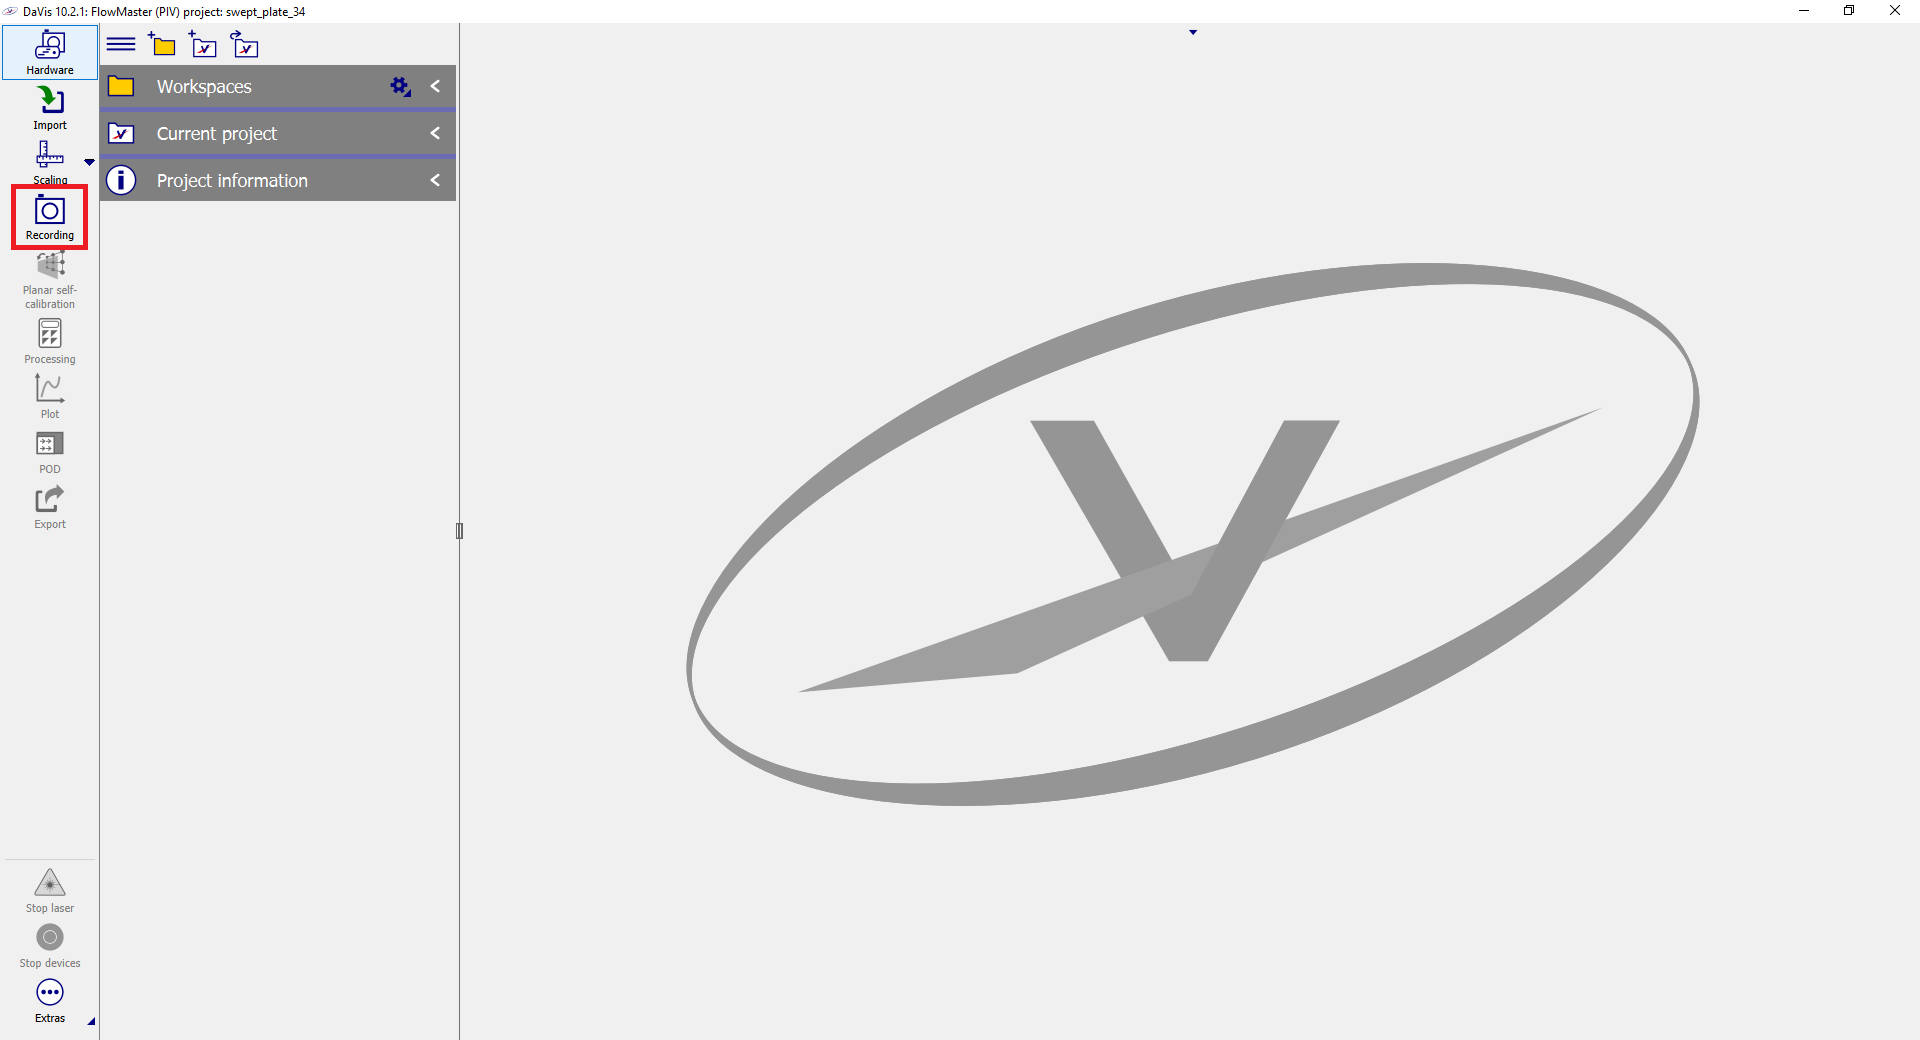 DaVis 10.2.1: FlowMaster (PIV) project: swept_plate_34
Hardware
Import
Scaling
Recording
Planar self-
calibration
Processing
Plot
POD
Export
Stop laser
Stop devices
Extras
Workspaces
Current project
Project information